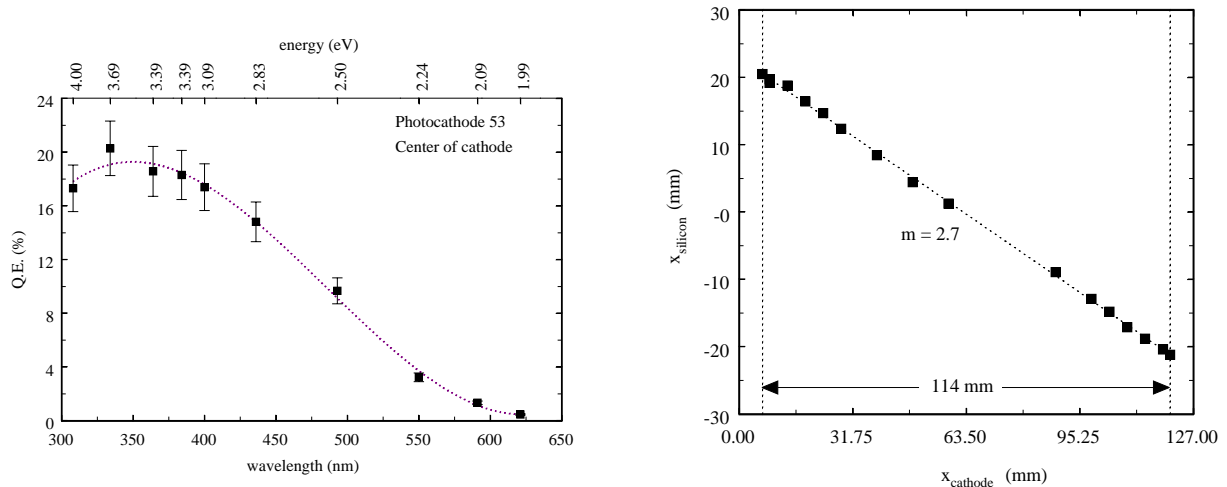 energy (eV)
4.00 3.69 3.39 3.39 3.09 2.83 2.50 2.24 2.09 1.99
24
20
16
12
8
4
0
Q.E. (%)
Photocathode 53
Center of cathode
300 350 400 450 500 550 600 650
wavelength (nm)
30
20
10
-0
-10
-20
-30
x_silicon (mm)
m = 2.7
114 mm
0.00 31.75 63.50 95.25 127.00
x_cathode (mm)